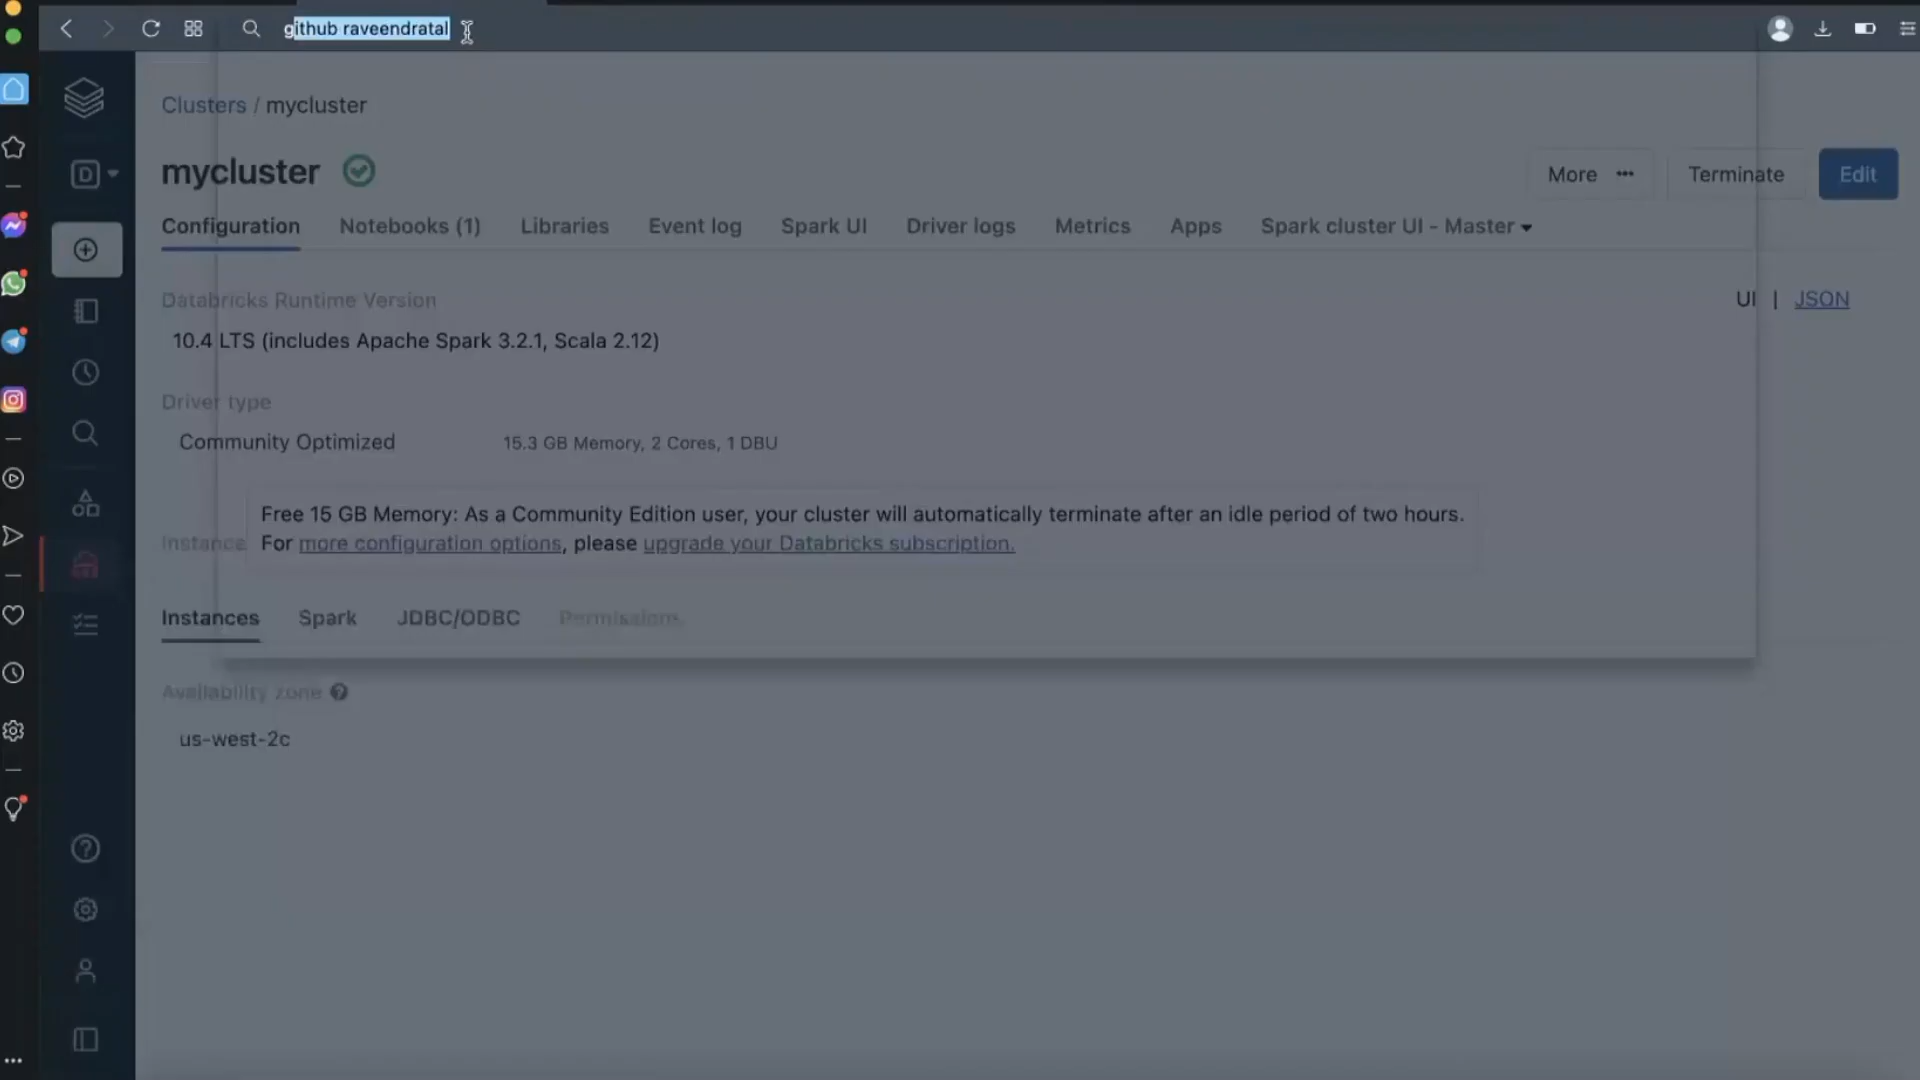 github raveendratal
Clusters / mycluster
mycluster
More ··· Terminate Edit
Configuration Notebooks (1) Libraries Event log Spark UI Driver logs Metrics Apps Spark cluster UI - Master
Databricks Runtime Version
UI | JSON
10.4 LTS (includes Apache Spark 3.2.1, Scala 2.12)
Driver type
Community Optimized 15.3 GB Memory, 2 Cores, 1 DBU
Free 15 GB Memory: As a Community Edition user, your cluster will automatically terminate after an idle period of two hours.
Instance
For more configuration options, please upgrade your Databricks subscription.
Instances Spark JDBC/ODBC Permissions
Availability zone ?
us-west-2c
D